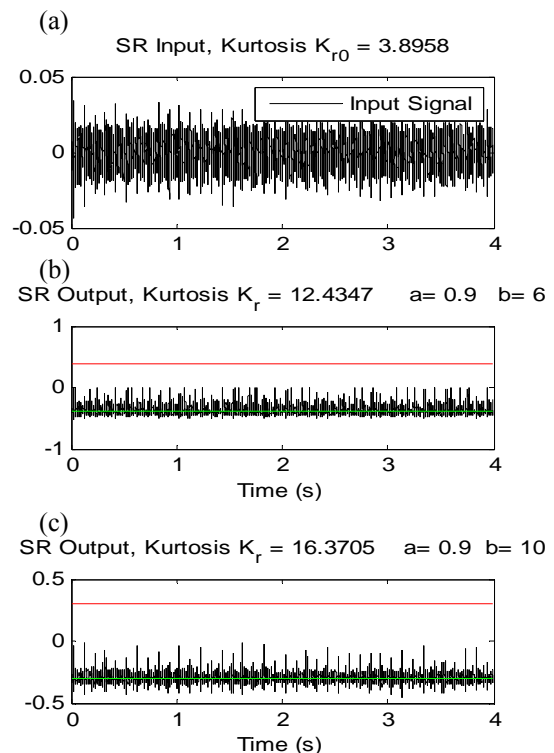 (a)
SR Input, Kurtosis K_r0 = 3.8958
0.05
Input Signal
0
-0.05
0 1 2 3 4
(b)
SR Output, Kurtosis K_r = 12.4347 a= 0.9 b= 6
1
0
-1
0 1 2 3 4
Time (s)
(c)
SR Output, Kurtosis K_r = 16.3705 a= 0.9 b= 10
0.5
0
-0.5
0 1 2 3 4
Time (s)